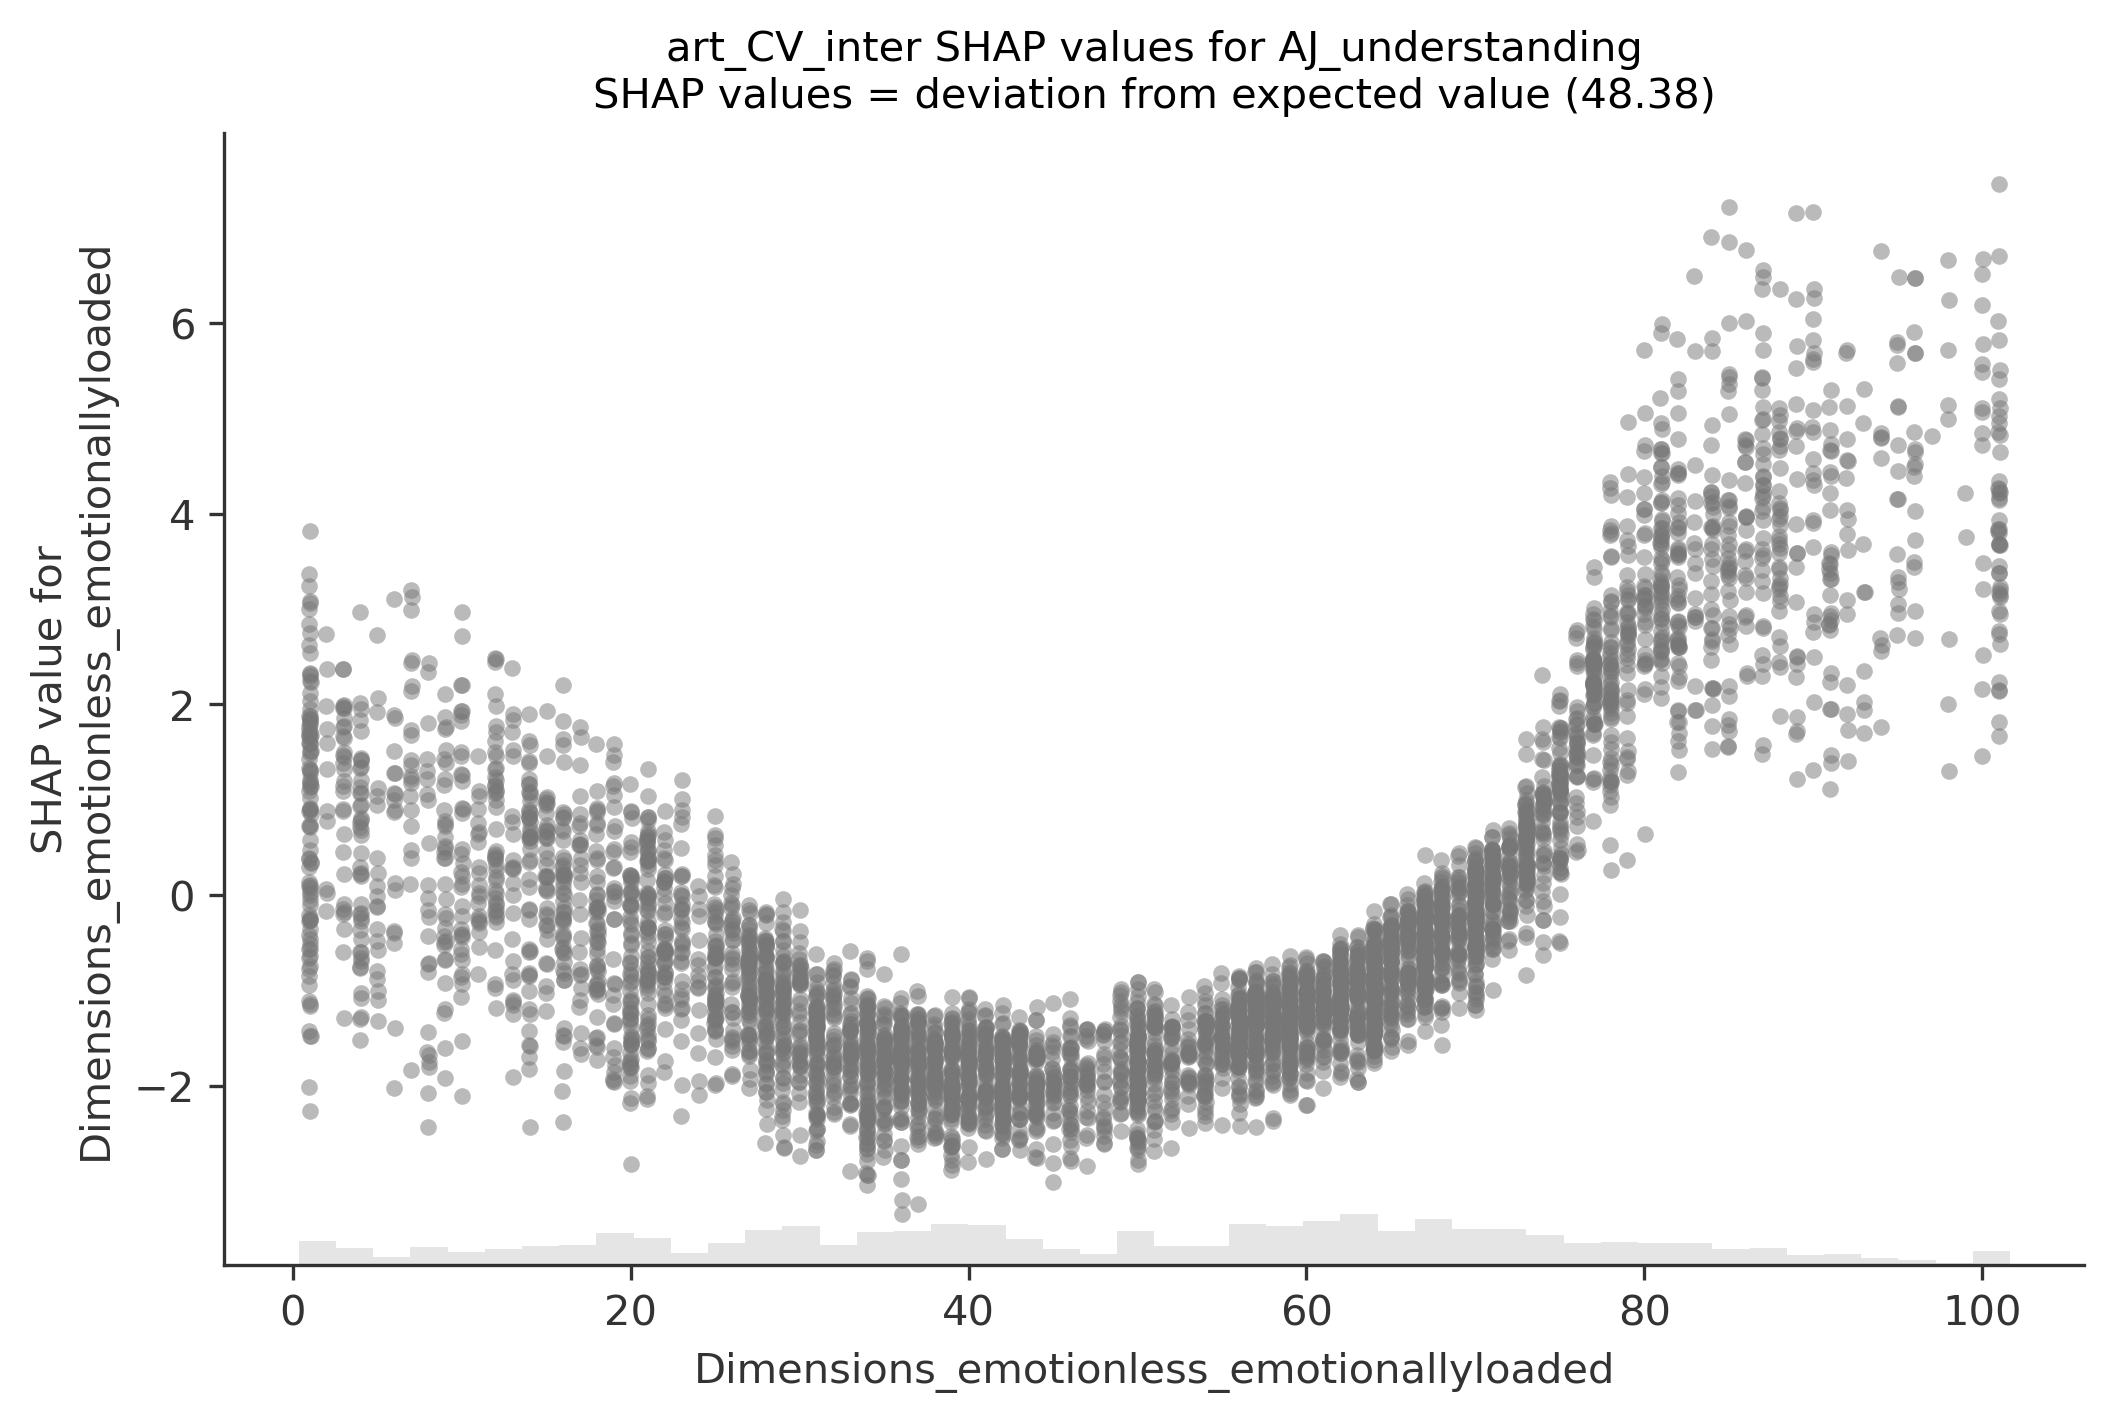 art_CV_inter SHAP values for AJ_understanding
SHAP values = deviation from expected value (48.38)
SHAP value for
Dimensions_emotionless_emotionallyloaded
6
4
2
0
−2
0 20 40 60 80 100
Dimensions_emotionless_emotionallyloaded